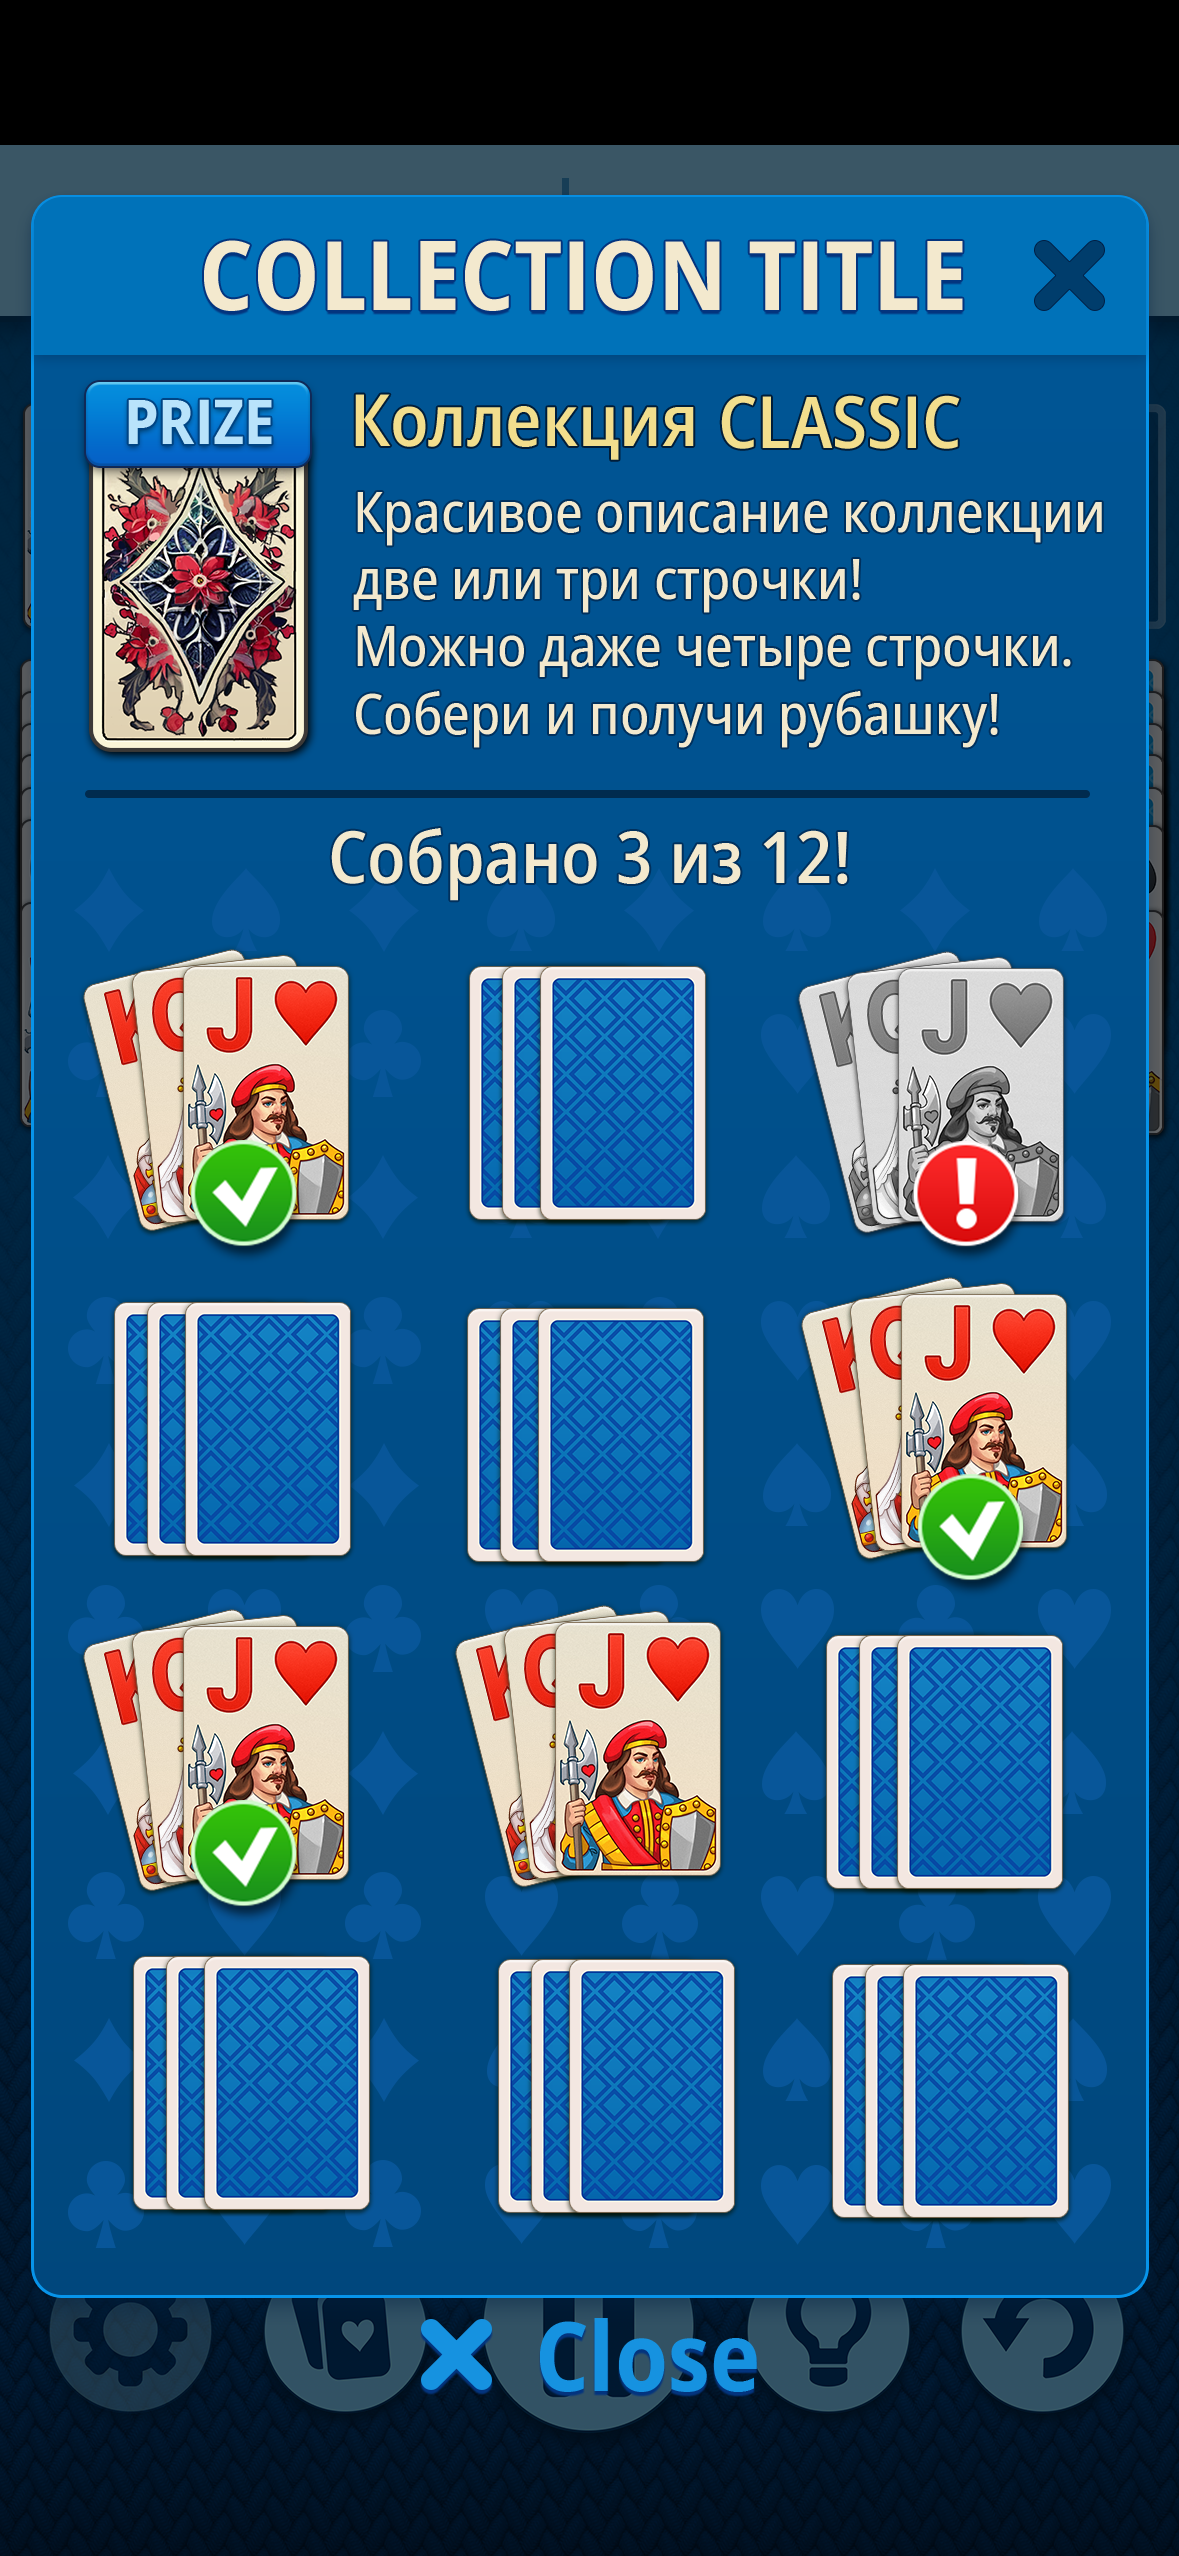 COLLECTION TITLE
PRIZE
Коллекция CLASSIC
Красивое описание коллекции
две или три строчки!
Можно даже четыре строчки.
Собери и получи рубашку!
Собрано 3 из 12!
K Q J
K Q J
K Q J
K Q J
K Q J
Close